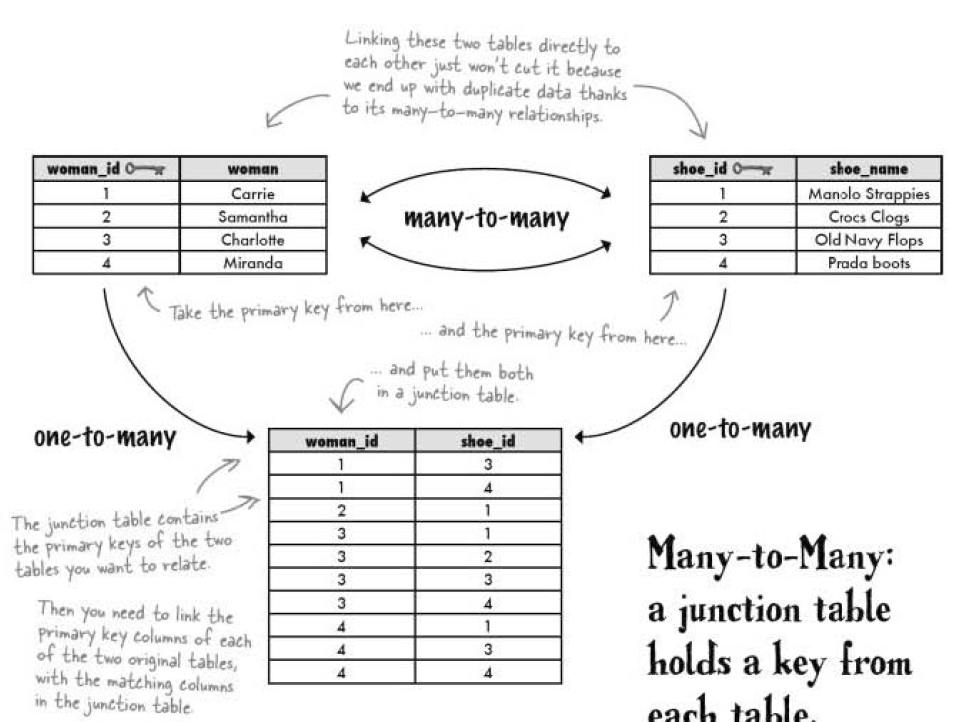 Linking these two tables directly to
each other just won't cut it because
we end up with duplicate data thanks
to its many-to-many relationships.
woman_id woman
1 Carrie
2 Samantha
3 Charlotte
4 Miranda
many-to-many
shoe_id shoe_name
1 Manolo Strappies
2 Crocs Clogs
3 Old Navy Flops
4 Prada boots
Take the primary key from here...
... and the primary key from here...
... and put them both
in a junction table.
one-to-many
one-to-many
woman_id shoe_id
1 3
1 4
2 1
3 1
3 2
3 3
3 4
4 1
4 3
4 4
The junction table contains
the primary keys of the two
tables you want to relate.
Then you need to link the
primary key columns of each
of the two original tables,
with the matching columns
in the junction table.
Many-to-Many:
a junction table
holds a key from
each table.